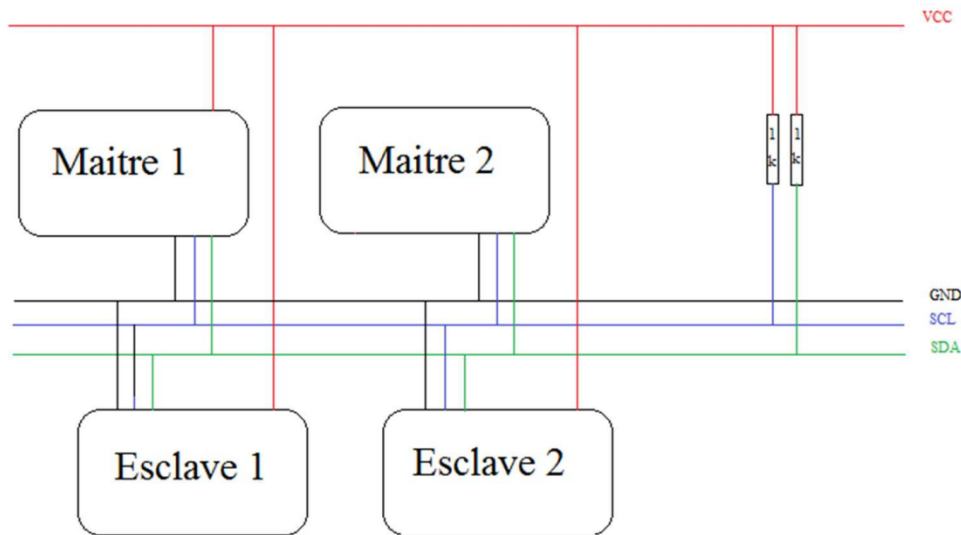 VCC
Maitre 1
Maitre 2
1
k
1
k
GND
SCL
SDA
Esclave 1
Esclave 2